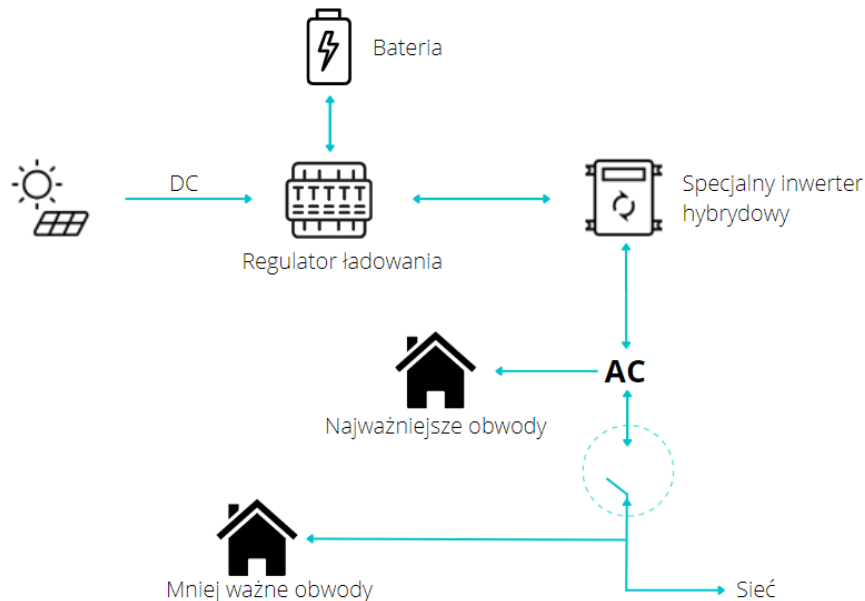 Bateria
DC
Specjalny inwerter
hybrydowy
Regulator ładowania
AC
Najważniejsze obwody
Mniej ważne obwody
Sieć